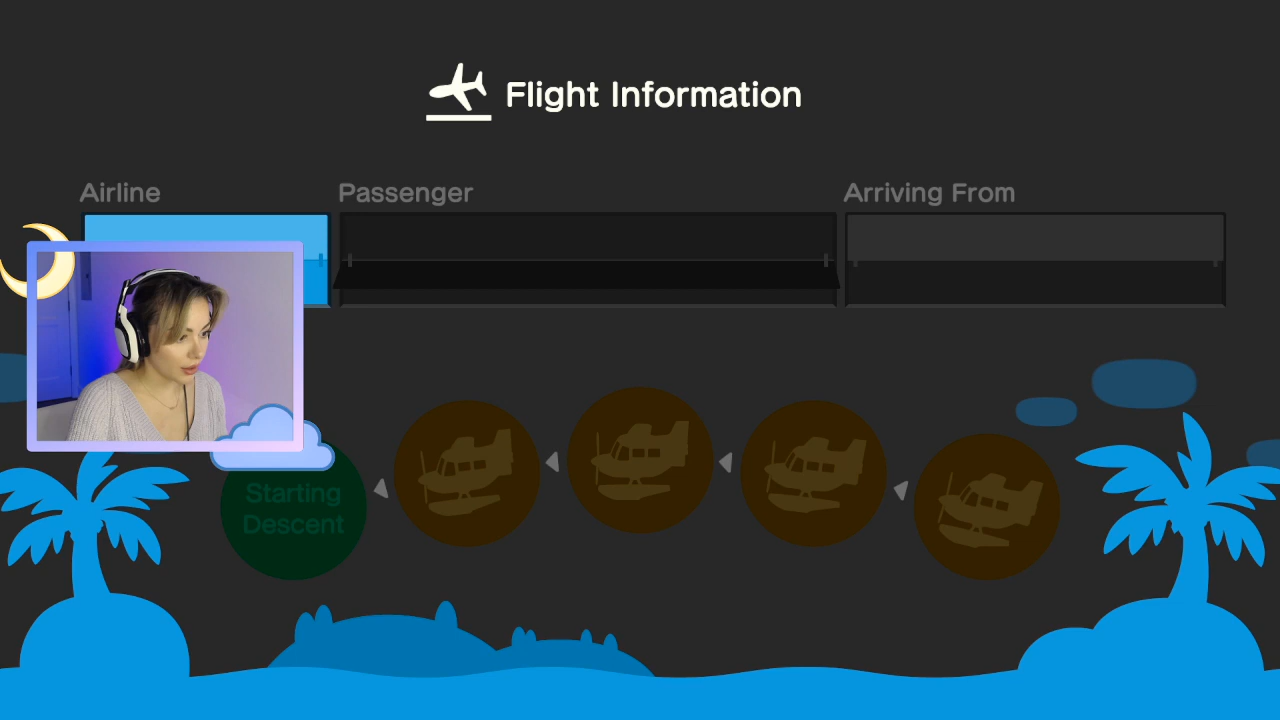 Flight Information
Airline
Passenger
Arriving From
Starting
Descent